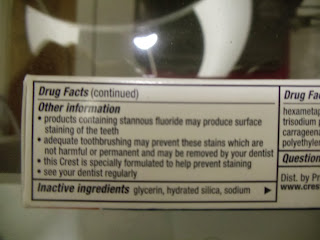 Drug Facts (continued)
Other information
• products containing stannous fluoride may produce surface
staining of the teeth
• adequate toothbrushing may prevent these stains which are
not harmful or permanent and may be removed by your dentist
• this Crest is specially formulated to help prevent staining
• see your dentist regularly
Inactive ingredients glycerin, hydrated silica, sodium ►
Drug Fa
hexametap
trisodium p
carrageena
polyethyle
Question
Dist. by Pr
www.cres